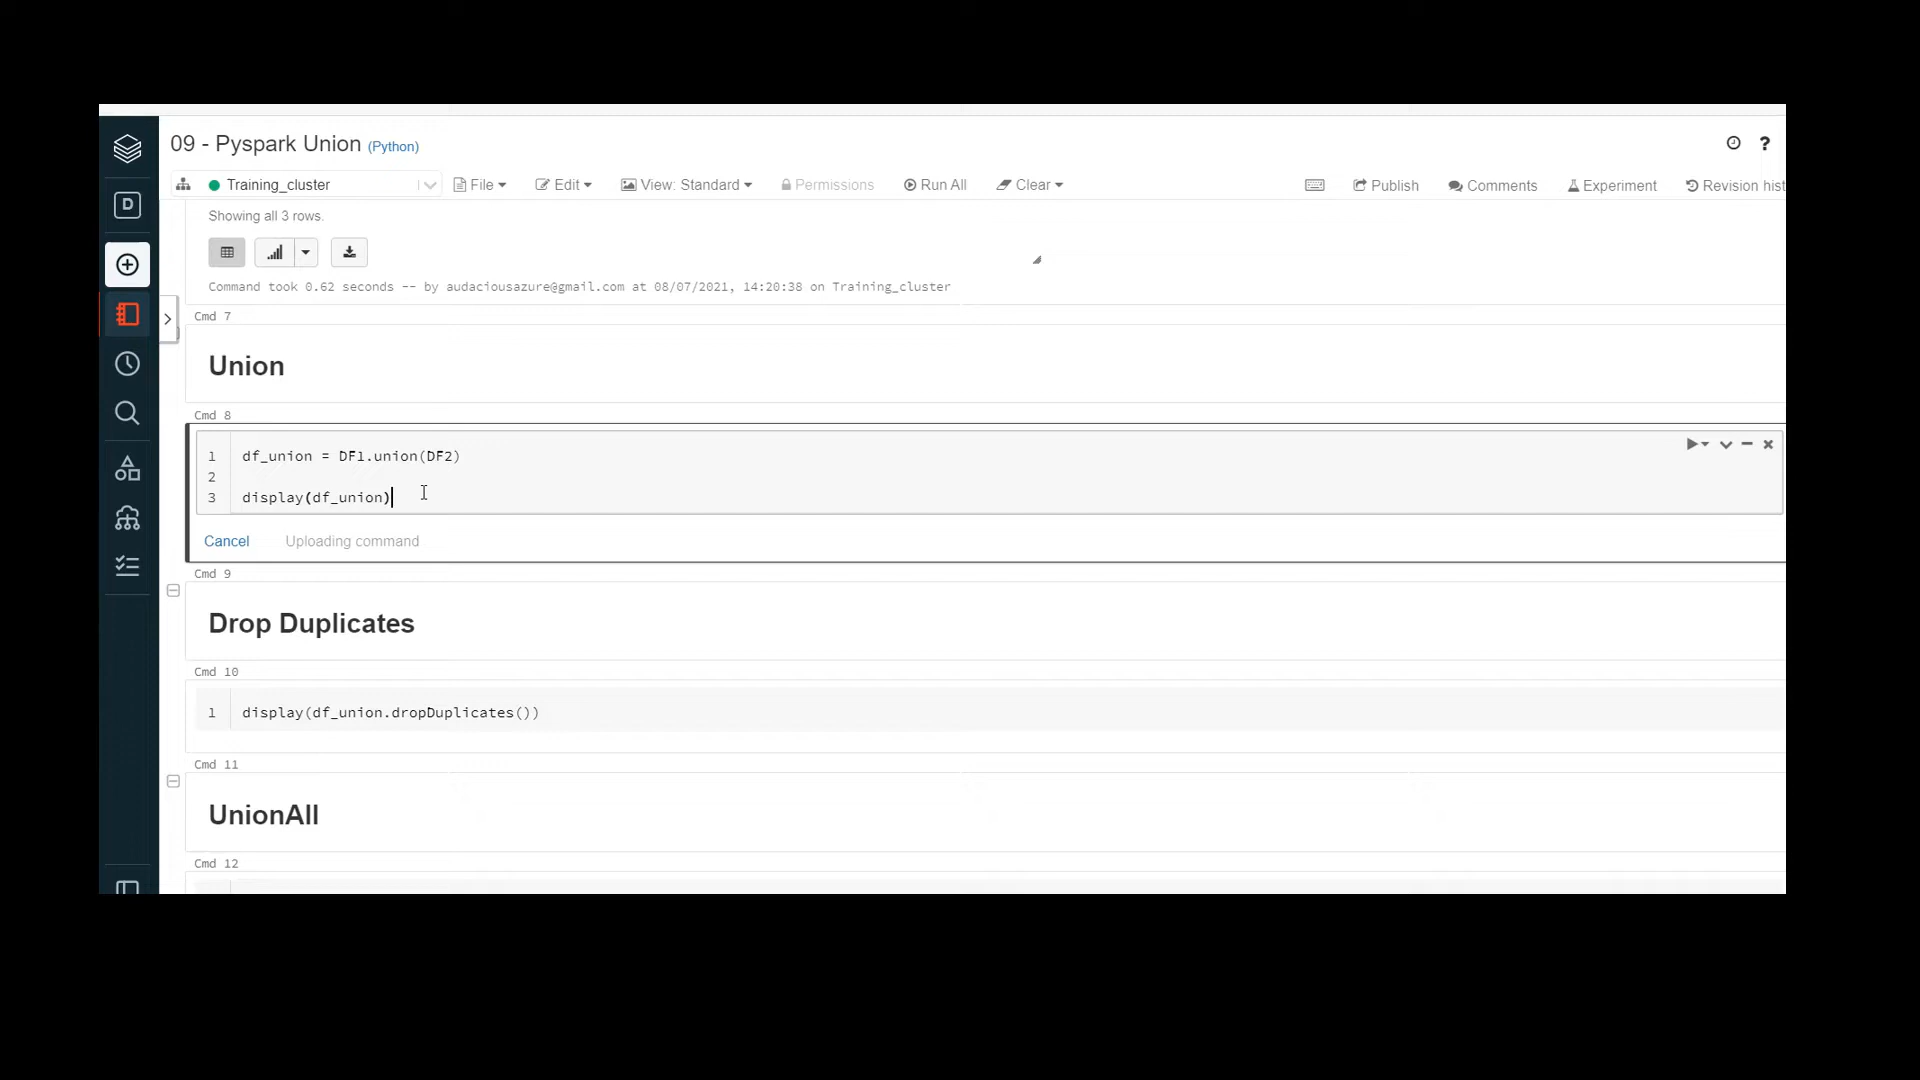 09 - Pyspark Union (Python)
Training_cluster File Edit View: Standard Permissions Run All Clear Publish Comments Experiment Revision hist
Showing all 3 rows.
Command took 0.62 seconds -- by audaciousazure@gmail.com at 08/07/2021, 14:20:38 on Training_cluster
Cmd 7
Union
Cmd 8
1 df_union = DF1.union(DF2)
2
3 display(df_union)
Cancel Uploading command
Cmd 9
Drop Duplicates
Cmd 10
1 display(df_union.dropDuplicates())
Cmd 11
UnionAll
Cmd 12